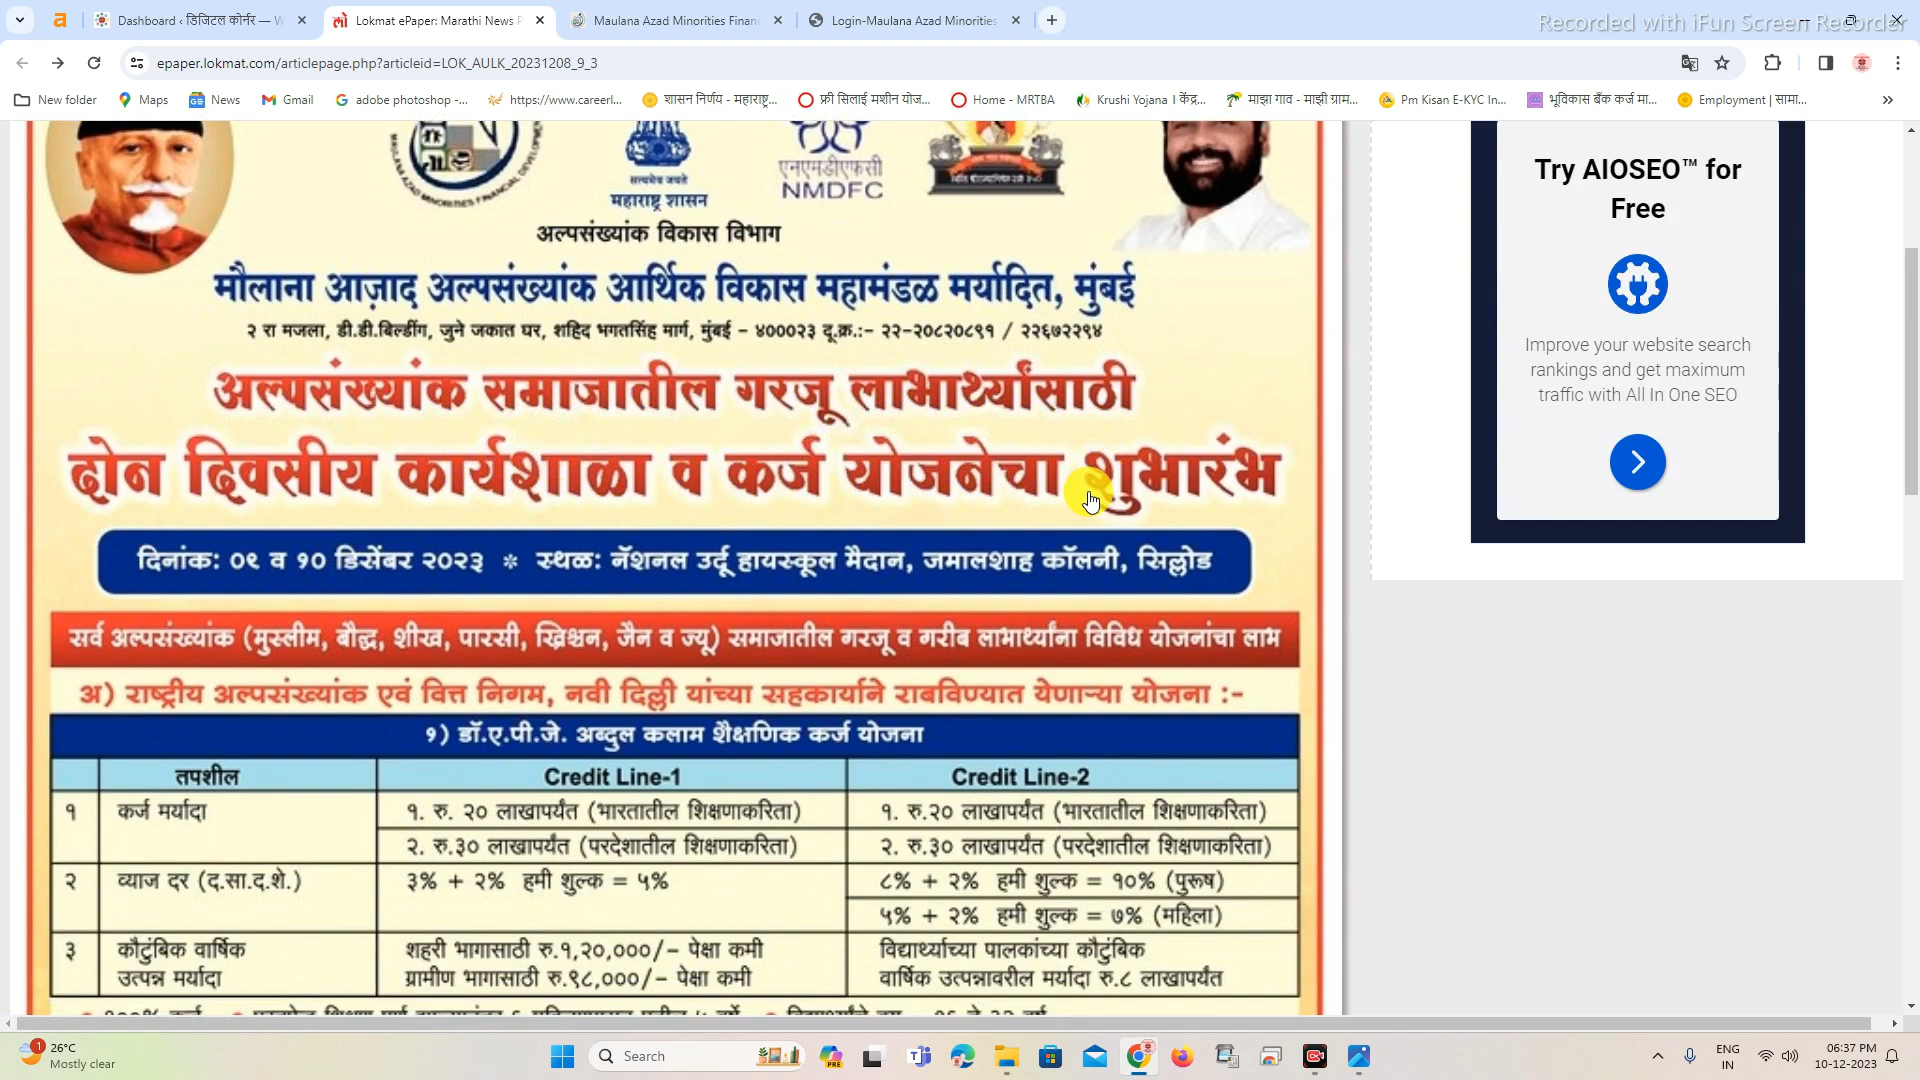 Dashboard ‹ डिजिटल कोर्नर — W
Lokmat ePaper: Marathi News P
Maulana Azad Minorities Finan
Login-Maulana Azad Minorities
Recorded with iFun Screen Recorder
epaper.lokmat.com/articlepage.php?articleid=LOK_AULK_20231208_9_3
New folder
Maps
News
Gmail
adobe photoshop -...
https://www.careerl...
शासन निर्णय - महाराष्ट्र...
फ्री सिलाई मशीन योज...
Home - MRTBA
Krushi Yojana । केंद्र...
माझा गाव - माझी ग्राम...
Pm Kisan E-KYC In...
भूविकास बँक कर्ज मा...
Employment | सामा...
»
सत्यमेव जयते
महाराष्ट्र शासन
एनएमडीएफसी
NMDFC
अल्पसंख्यांक विकास विभाग
मौलाना आज़ाद अल्पसंख्यांक आर्थिक विकास महामंडळ मर्यादित, मुंबई
२ रा मजला, डी.डी.बिल्डींग, जुने जकात घर, शहिद भगतसिंह मार्ग, मुंबई - ४०००२३ दू.क्र.:- २२-२०८२०८९१ / २२६७२२९४
अल्पसंख्यांक समाजातील गरजू लाभार्थ्यांसाठी
दोन दिवसीय कार्यशाळा व कर्ज योजनेचा शुभारंभ
दिनांक: ०९ व १० डिसेंबर २०२३ * स्थळ: नॅशनल उर्दू हायस्कूल मैदान, जमालशाह कॉलनी, सिल्लोड
सर्व अल्पसंख्यांक (मुस्लीम, बौद्ध, शीख, पारसी, ख्रिश्चन, जैन व ज्यू) समाजातील गरजू व गरीब लाभार्थ्यांना विविध योजनांचा लाभ
अ) राष्ट्रीय अल्पसंख्यांक एवं वित्त निगम, नवी दिल्ली यांच्या सहकार्याने राबविण्यात येणाऱ्या योजना :-
१) डॉ.ए.पी.जे. अब्दुल कलाम शैक्षणिक कर्ज योजना
तपशील Credit Line-1 Credit Line-2
१ कर्ज मर्यादा १. रु. २० लाखापर्यंत (भारतातील शिक्षणाकरिता) १. रु.२० लाखापर्यंत (भारतातील शिक्षणाकरिता)
२. रु.३० लाखापर्यंत (परदेशातील शिक्षणाकरिता) २. रु.३० लाखापर्यंत (परदेशातील शिक्षणाकरिता)
२ व्याज दर (द.सा.द.शे.) ३% + २% हमी शुल्क = ५% ८% + २% हमी शुल्क = १०% (पुरूष)
५% + २% हमी शुल्क = ७% (महिला)
३ कौटुंबिक वार्षिक शहरी भागासाठी रु.१,२०,०००/- पेक्षा कमी विद्यार्थ्याच्या पालकांच्या कौटुंबिक
उत्पन्न मर्यादा ग्रामीण भागासाठी रु.९८,०००/- पेक्षा कमी वार्षिक उत्पन्नावरील मर्यादा रु.८ लाखापर्यंत
Try AIOSEO™ for
Free
Improve your website search
rankings and get maximum
traffic with All In One SEO
1
26°C
Mostly clear
Search
PRE
ENG
IN
06:37 PM
10-12-2023